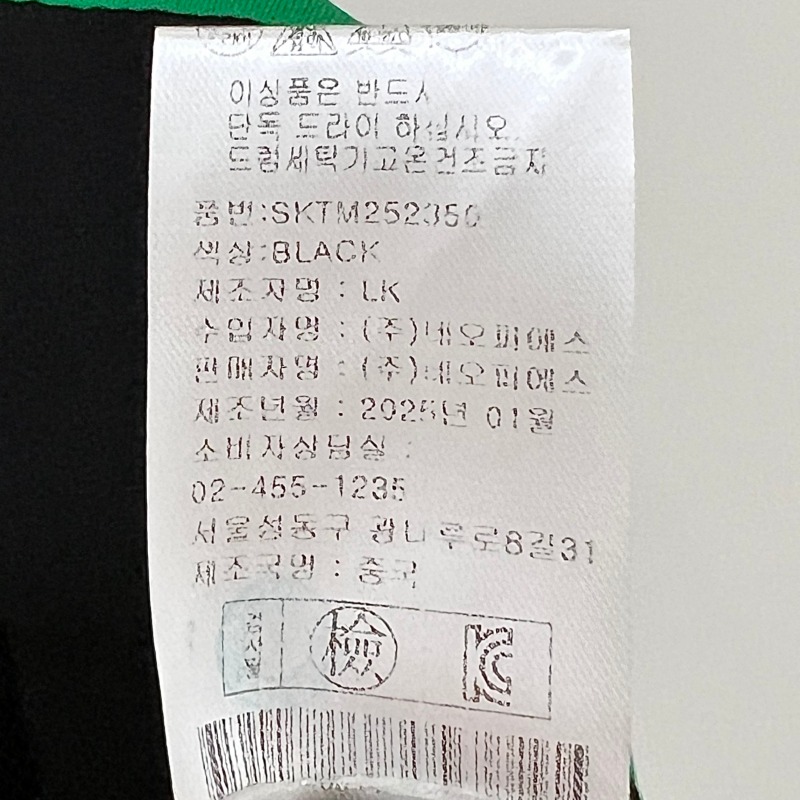 이상품은 반드시
단독 드라이 하십시오.
드럼세탁기고온건조금지
품번:SKTM252350
색상:BLACK
제조자명 : LK
수입자명 : (주)네오피에스
판매자명 : (주)네오피에스
제조년월 : 2025년 01월
소비자상담실 :
02-455-1235
서울성동구 광나루로8길31
제조국명 : 중국
검사필 檢